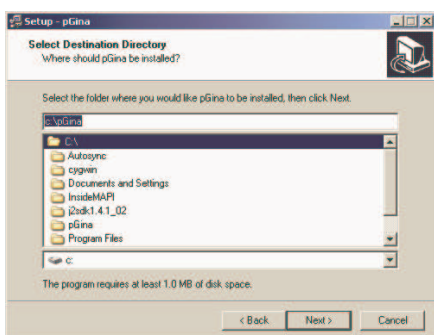 Setup - pGina
Select Destination Directory
Where should pGina be installed?
Select the folder where you would like pGina to be installed, then click Next.
c:\pGina
C:\
Autosync
cygwin
Documents and Settings
InsideMAPI
j2sdk1.4.1_02
pGina
Program Files
c:
The program requires at least 1.0 MB of disk space.
< Back
Next >
Cancel